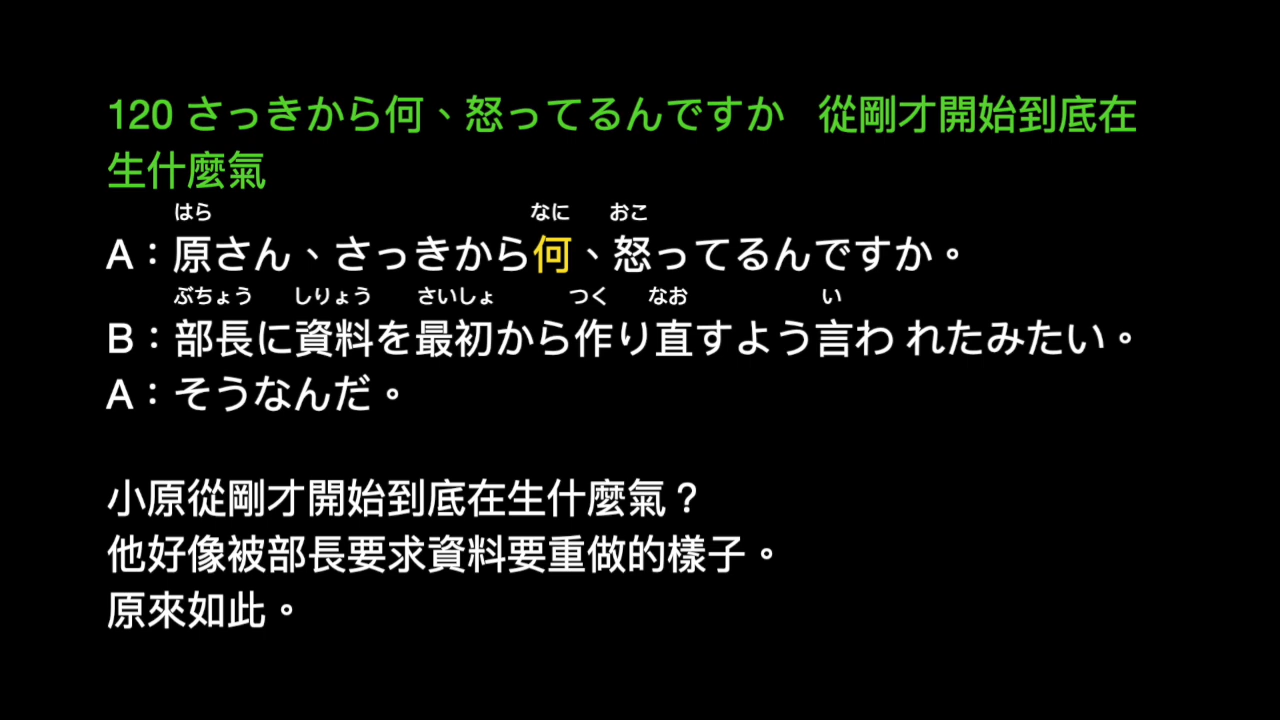 120 さっきから何、怒ってるんですか 從剛才開始到底在
生什麼氣
はら なに おこ
A：原さん、さっきから何、怒ってるんですか。
ぶちょう しりょう さいしょ つく なお い
B：部長に資料を最初から作り直すよう言わ れたみたい。
A：そうなんだ。
小原從剛才開始到底在生什麼氣？
他好像被部長要求資料要重做的樣子。
原來如此。